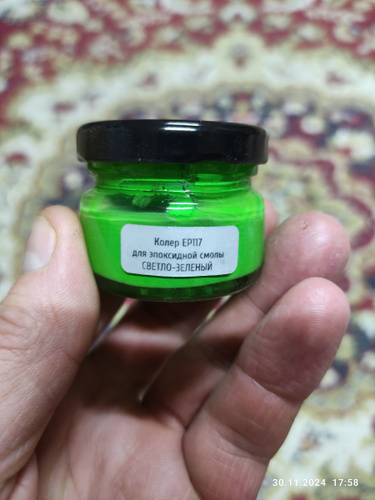 Колер EP117
для эпоксидной смолы
СВЕТЛО-ЗЕЛЕНЫЙ
30.11.2024 17:58